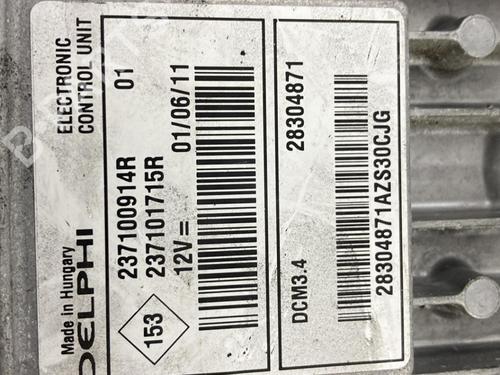 Made in Hungary
DELPHI
ELECTRONIC
CONTROL UNIT
153
237100914R 01
237101715R
12V= 01/06/11
DCM3.4 28304871
28304871AZS30CJG